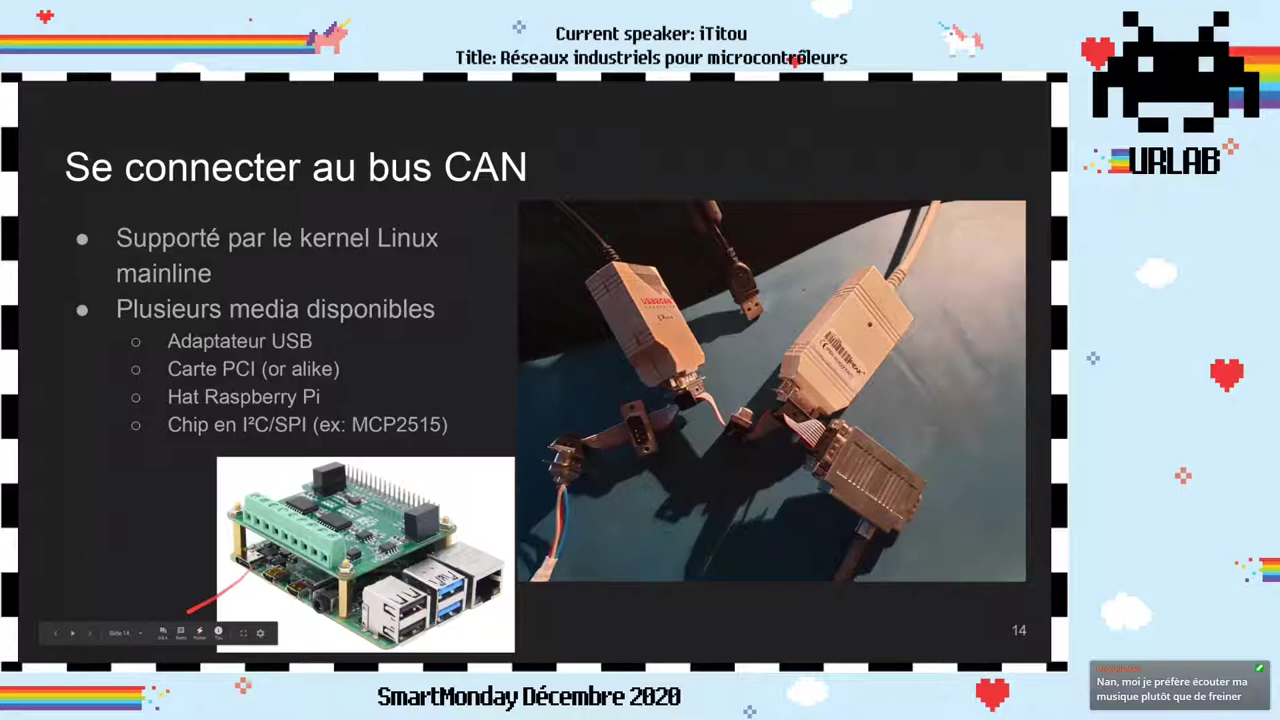 Current speaker: iTitou
Title: Réseaux industriels pour microcontrôleurs
URLAB
Se connecter au bus CAN
Supporté par le kernel Linux
mainline
Plusieurs media disponibles
Adaptateur USB
Carte PCI (or alike)
Hat Raspberry Pi
Chip en I²C/SPI (ex: MCP2515)
14
Slide 14
Nan, moi je préfère écouter ma
musique plutôt que de freiner
SmartMonday Décembre 2020